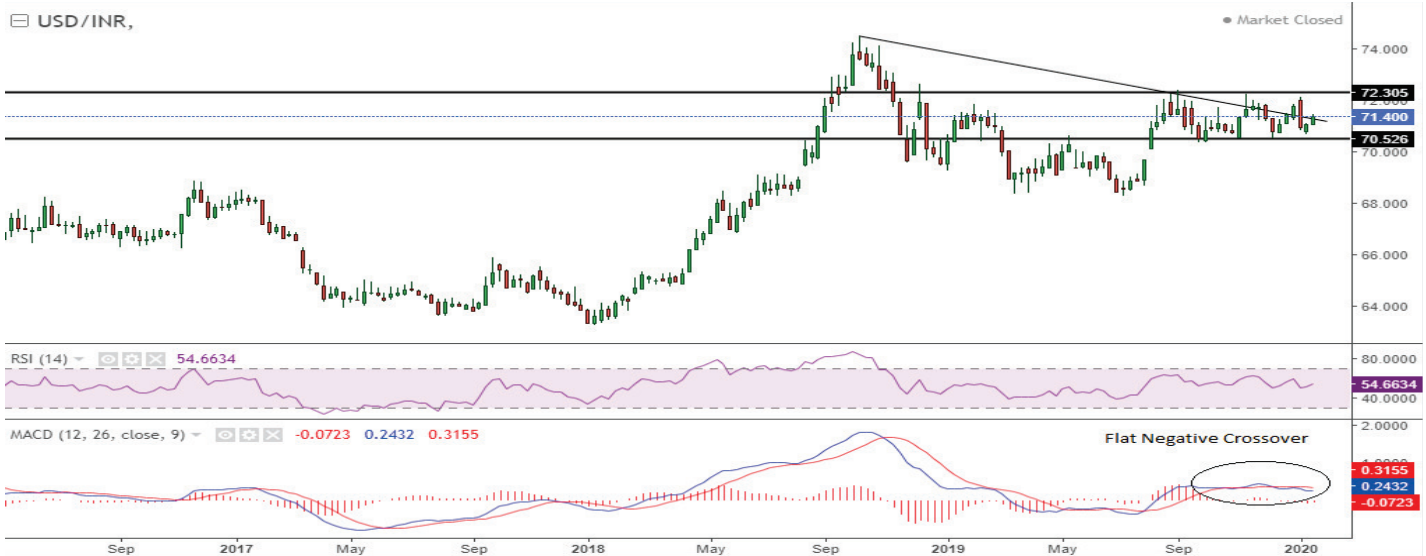 USD/INR,
● Market Closed
74.000
72.305
72.000
71.400
70.526
70.000
68.000
66.000
64.000
RSI (14) 54.6634
80.0000
54.6634
40.0000
MACD (12, 26, close, 9) -0.0723 0.2432 0.3155
Flat Negative Crossover
2.0000
0.3155
0.2432
-0.0723
Sep 2017 May Sep 2018 May Sep 2019 May Sep 2020